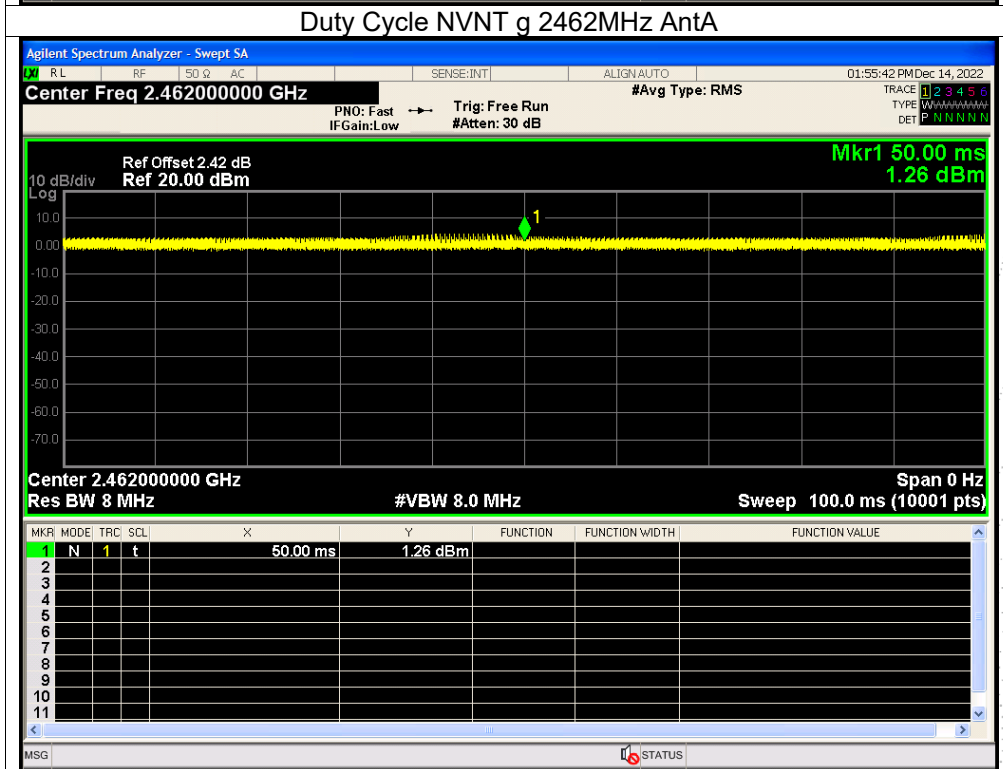 Duty Cycle NVNT g 2462MHz AntA
Agilent Spectrum Analyzer - Swept SA
LXI RL RF 50 Ω AC SENSE:INT ALIGN AUTO 01:55:42 PM Dec 14, 2022
Center Freq 2.462000000 GHz #Avg Type: RMS TRACE 1 2 3 4 5 6
PNO: Fast Trig: Free Run TYPE WWWWWW
IFGain:Low #Atten: 30 dB DET P N N N N N
Mkr1 50.00 ms
Ref Offset 2.42 dB
10 dB/div Ref 20.00 dBm 1.26 dBm
Log
10.0
1
0.00
-10.0
-20.0
-30.0
-40.0
-50.0
-60.0
-70.0
Center 2.462000000 GHz Span 0 Hz
Res BW 8 MHz #VBW 8.0 MHz Sweep 100.0 ms (10001 pts)
MKR MODE TRC SCL X Y FUNCTION FUNCTION WIDTH FUNCTION VALUE
1 N 1 t 50.00 ms 1.26 dBm
2
3
4
5
6
7
8
9
10
11
MSG STATUS